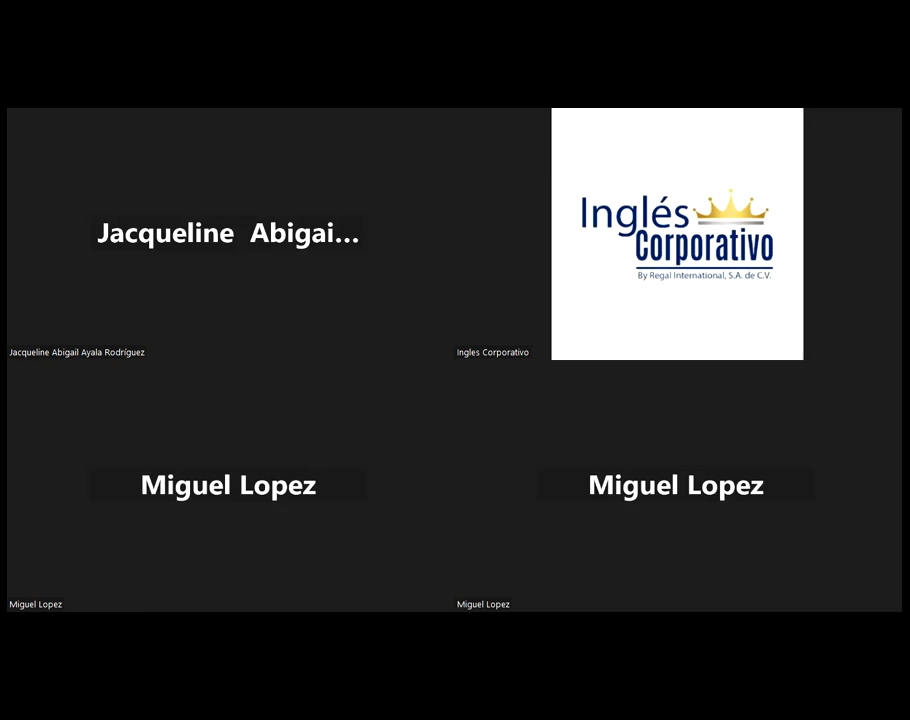 Jacqueline Abigai...
Jacqueline Abigail Ayala Rodríguez
Inglés
Corporativo
By Regal International, S.A. de C.V.
Ingles Corporativo
Miguel Lopez
Miguel Lopez
Miguel Lopez
Miguel Lopez